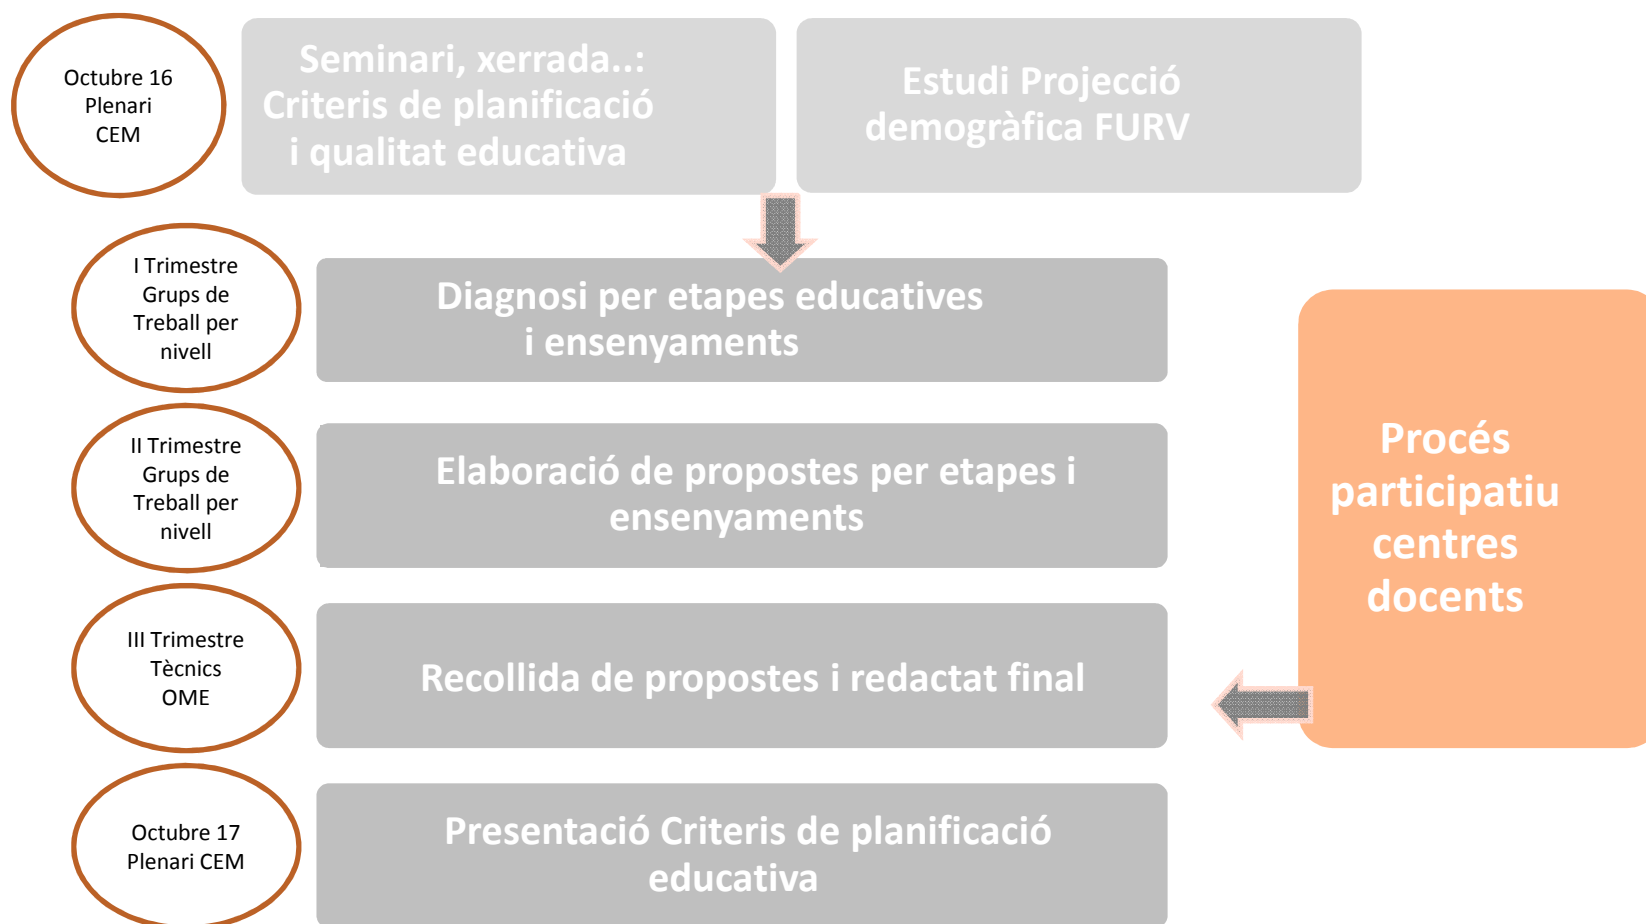 Octubre 16
Plenari
CEM
Seminari, xerrada..:
Criteris de planificació
i qualitat educativa
Estudi Projecció
demogràfica FURV
I Trimestre
Grups de
Treball per
nivell
Diagnosi per etapes educatives
i ensenyaments
II Trimestre
Grups de
Treball per
nivell
Elaboració de propostes per etapes i
ensenyaments
Procés
participatiu
centres
docents
III Trimestre
Tècnics
OME
Recollida de propostes i redactat final
Octubre 17
Plenari CEM
Presentació Criteris de planificació
educativa